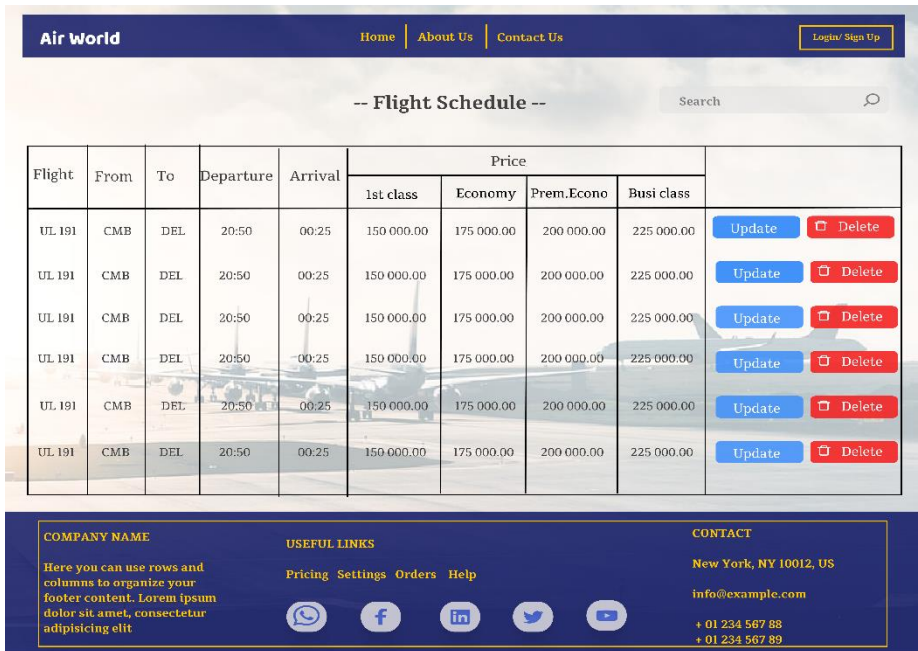 Air World
Home About Us Contact Us
Login/ Sign Up
-- Flight Schedule --
Search
Flight From To Departure Arrival Price
1st class Economy Prem.Econo Busi class
UL 191 CMB DEL 20:50 00:25 150 000.00 175 000.00 200 000.00 225 000.00 Update Delete
UL 191 CMB DEL 20:50 00:25 150 000.00 175 000.00 200 000.00 225 000.00 Update Delete
UL 191 CMB DEL 20:50 00:25 150 000.00 175 000.00 200 000.00 225 000.00 Update Delete
UL 191 CMB DEL 20:50 00:25 150 000.00 175 000.00 200 000.00 225 000.00 Update Delete
UL 191 CMB DEL 20:50 00:25 150 000.00 175 000.00 200 000.00 225 000.00 Update Delete
UL 191 CMB DEL 20:50 00:25 150 000.00 175 000.00 200 000.00 225 000.00 Update Delete
COMPANY NAME
Here you can use rows and
columns to organize your
footer content. Lorem ipsum
dolor sit amet, consectetur
adipisicing elit
USEFUL LINKS
Pricing Settings Orders Help
CONTACT
New York, NY 10012, US
info@example.com
+ 01 234 567 88
+ 01 234 567 89